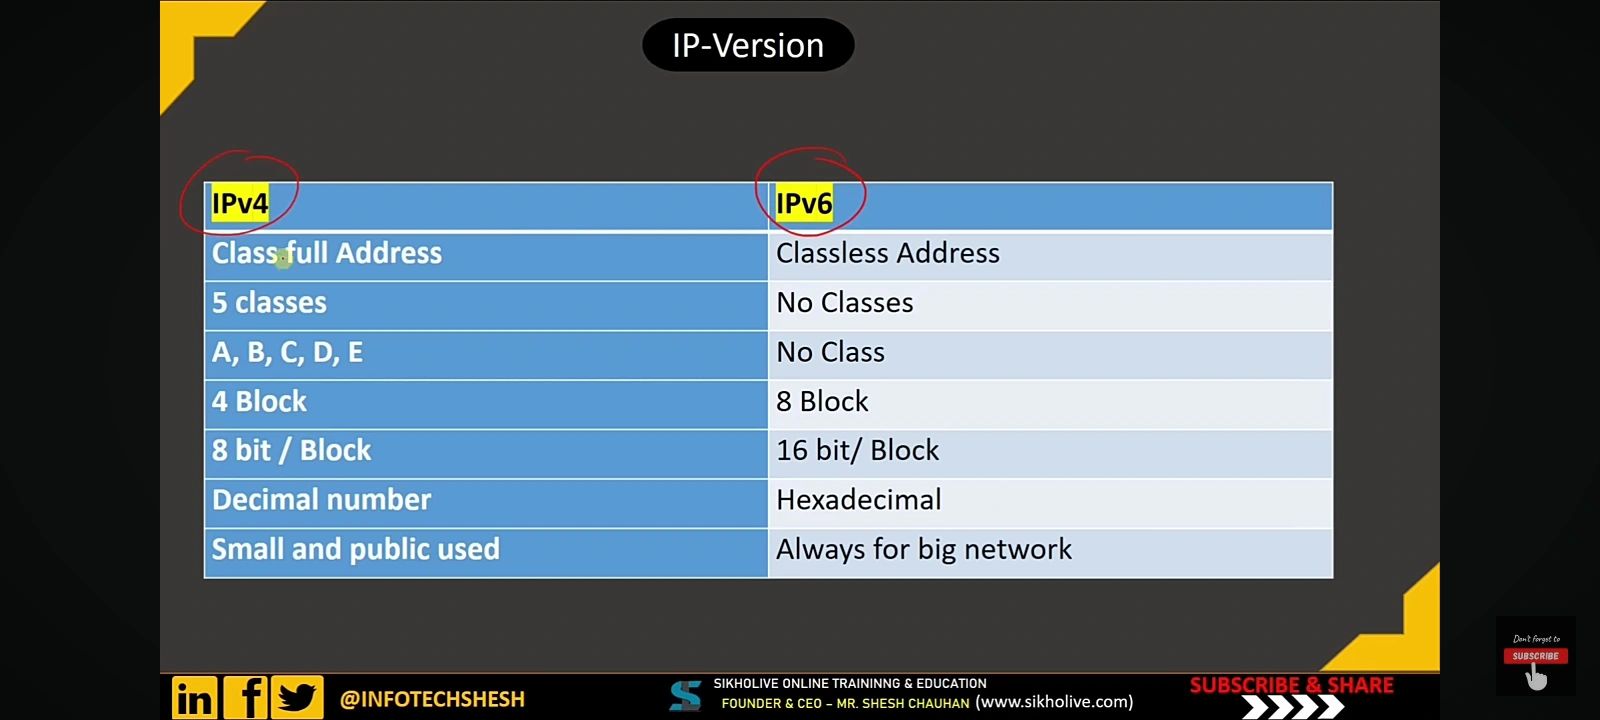 IP-Version
IPv4 IPv6
Class full Address Classless Address
5 classes No Classes
A, B, C, D, E No Class
4 Block 8 Block
8 bit / Block 16 bit/ Block
Decimal number Hexadecimal
Small and public used Always for big network
Don't forget to
SUBSCRIBE
in f @INFOTECHSHESH
S SIKHOLIVE ONLINE TRAININNG & EDUCATION
FOUNDER & CEO – MR. SHESH CHAUHAN (www.sikholive.com)
SUBSCRIBE & SHARE